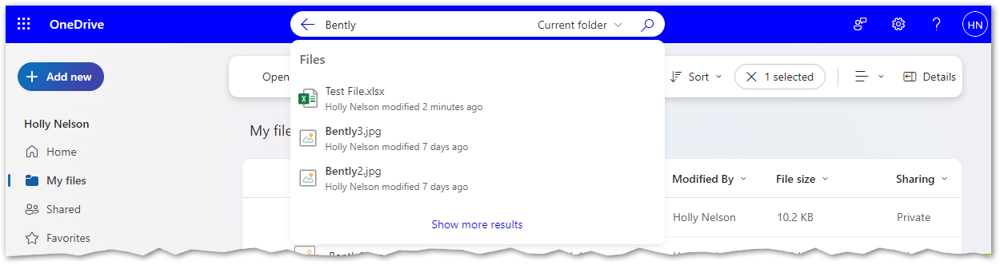 OneDrive
Bently
Current folder
HN
Add new
Open
Sort
1 selected
Details
Files
Test File.xlsx
Holly Nelson modified 2 minutes ago
Bently3.jpg
Holly Nelson modified 7 days ago
Bently2.jpg
Holly Nelson modified 7 days ago
Show more results
Holly Nelson
Home
My files
Shared
Favorites
My file
Modified By
File size
Sharing
Holly Nelson
10.2 KB
Private